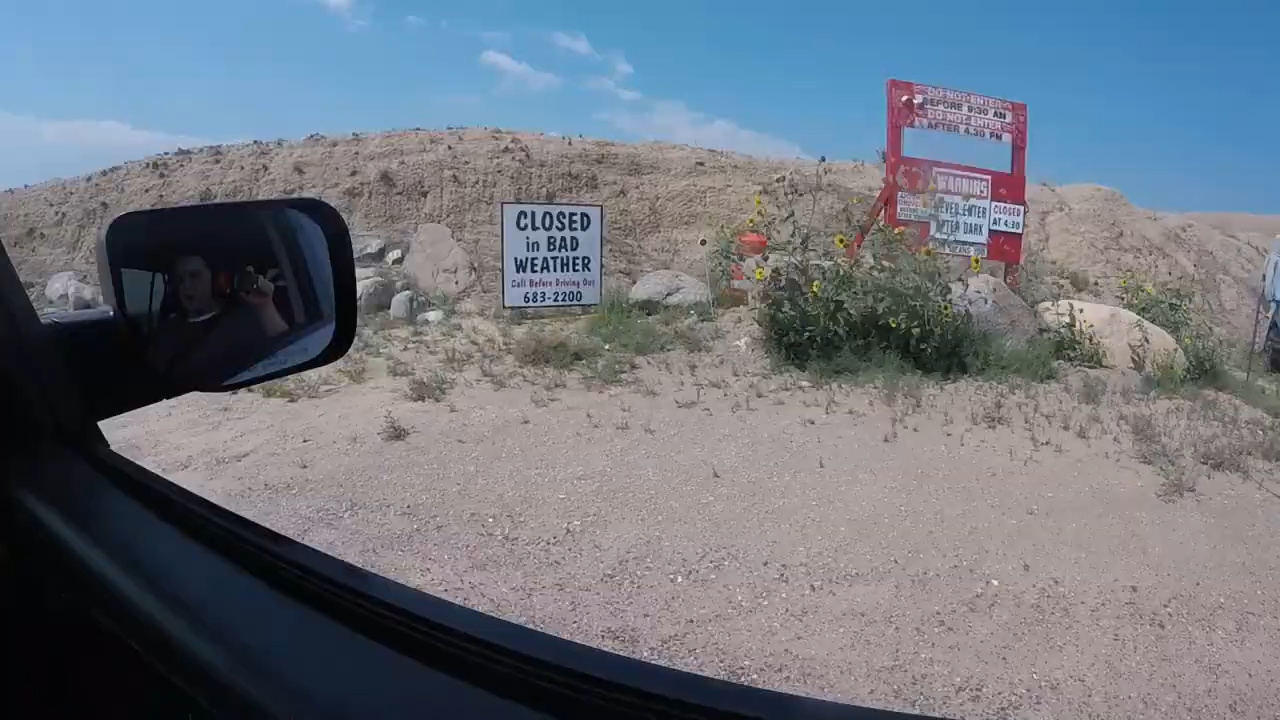 CLOSED
in BAD
WEATHER
Call Before Driving Out
683-2200
DO NOT ENTER
BEFORE 9:30 AM
DO NOT ENTER
AFTER 4:30 PM
WARNING
NEVER ENTER
AFTER DARK
CLOSED
AT 4:30